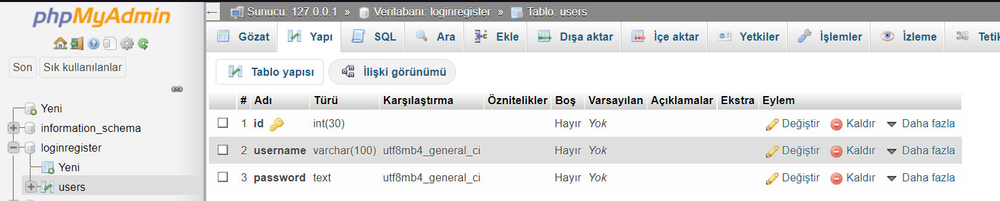 phpMyAdmin
Son Sık kullanılanlar
Yeni
information_schema
loginregister
Yeni
users
Sunucu: 127.0.0.1 » Veritabanı: loginregister » Tablo: users
Gözat Yapı SQL Ara Ekle Dışa aktar İçe aktar Yetkiler İşlemler İzleme Tetik
Tablo yapısı İlişki görünümü
# Adı Türü Karşılaştırma Öznitelikler Boş Varsayılan Açıklamalar Ekstra Eylem
1 id int(30) Hayır Yok Değiştir Kaldır Daha fazla
2 username varchar(100) utf8mb4_general_ci Hayır Yok Değiştir Kaldır Daha fazla
3 password text utf8mb4_general_ci Hayır Yok Değiştir Kaldır Daha fazla